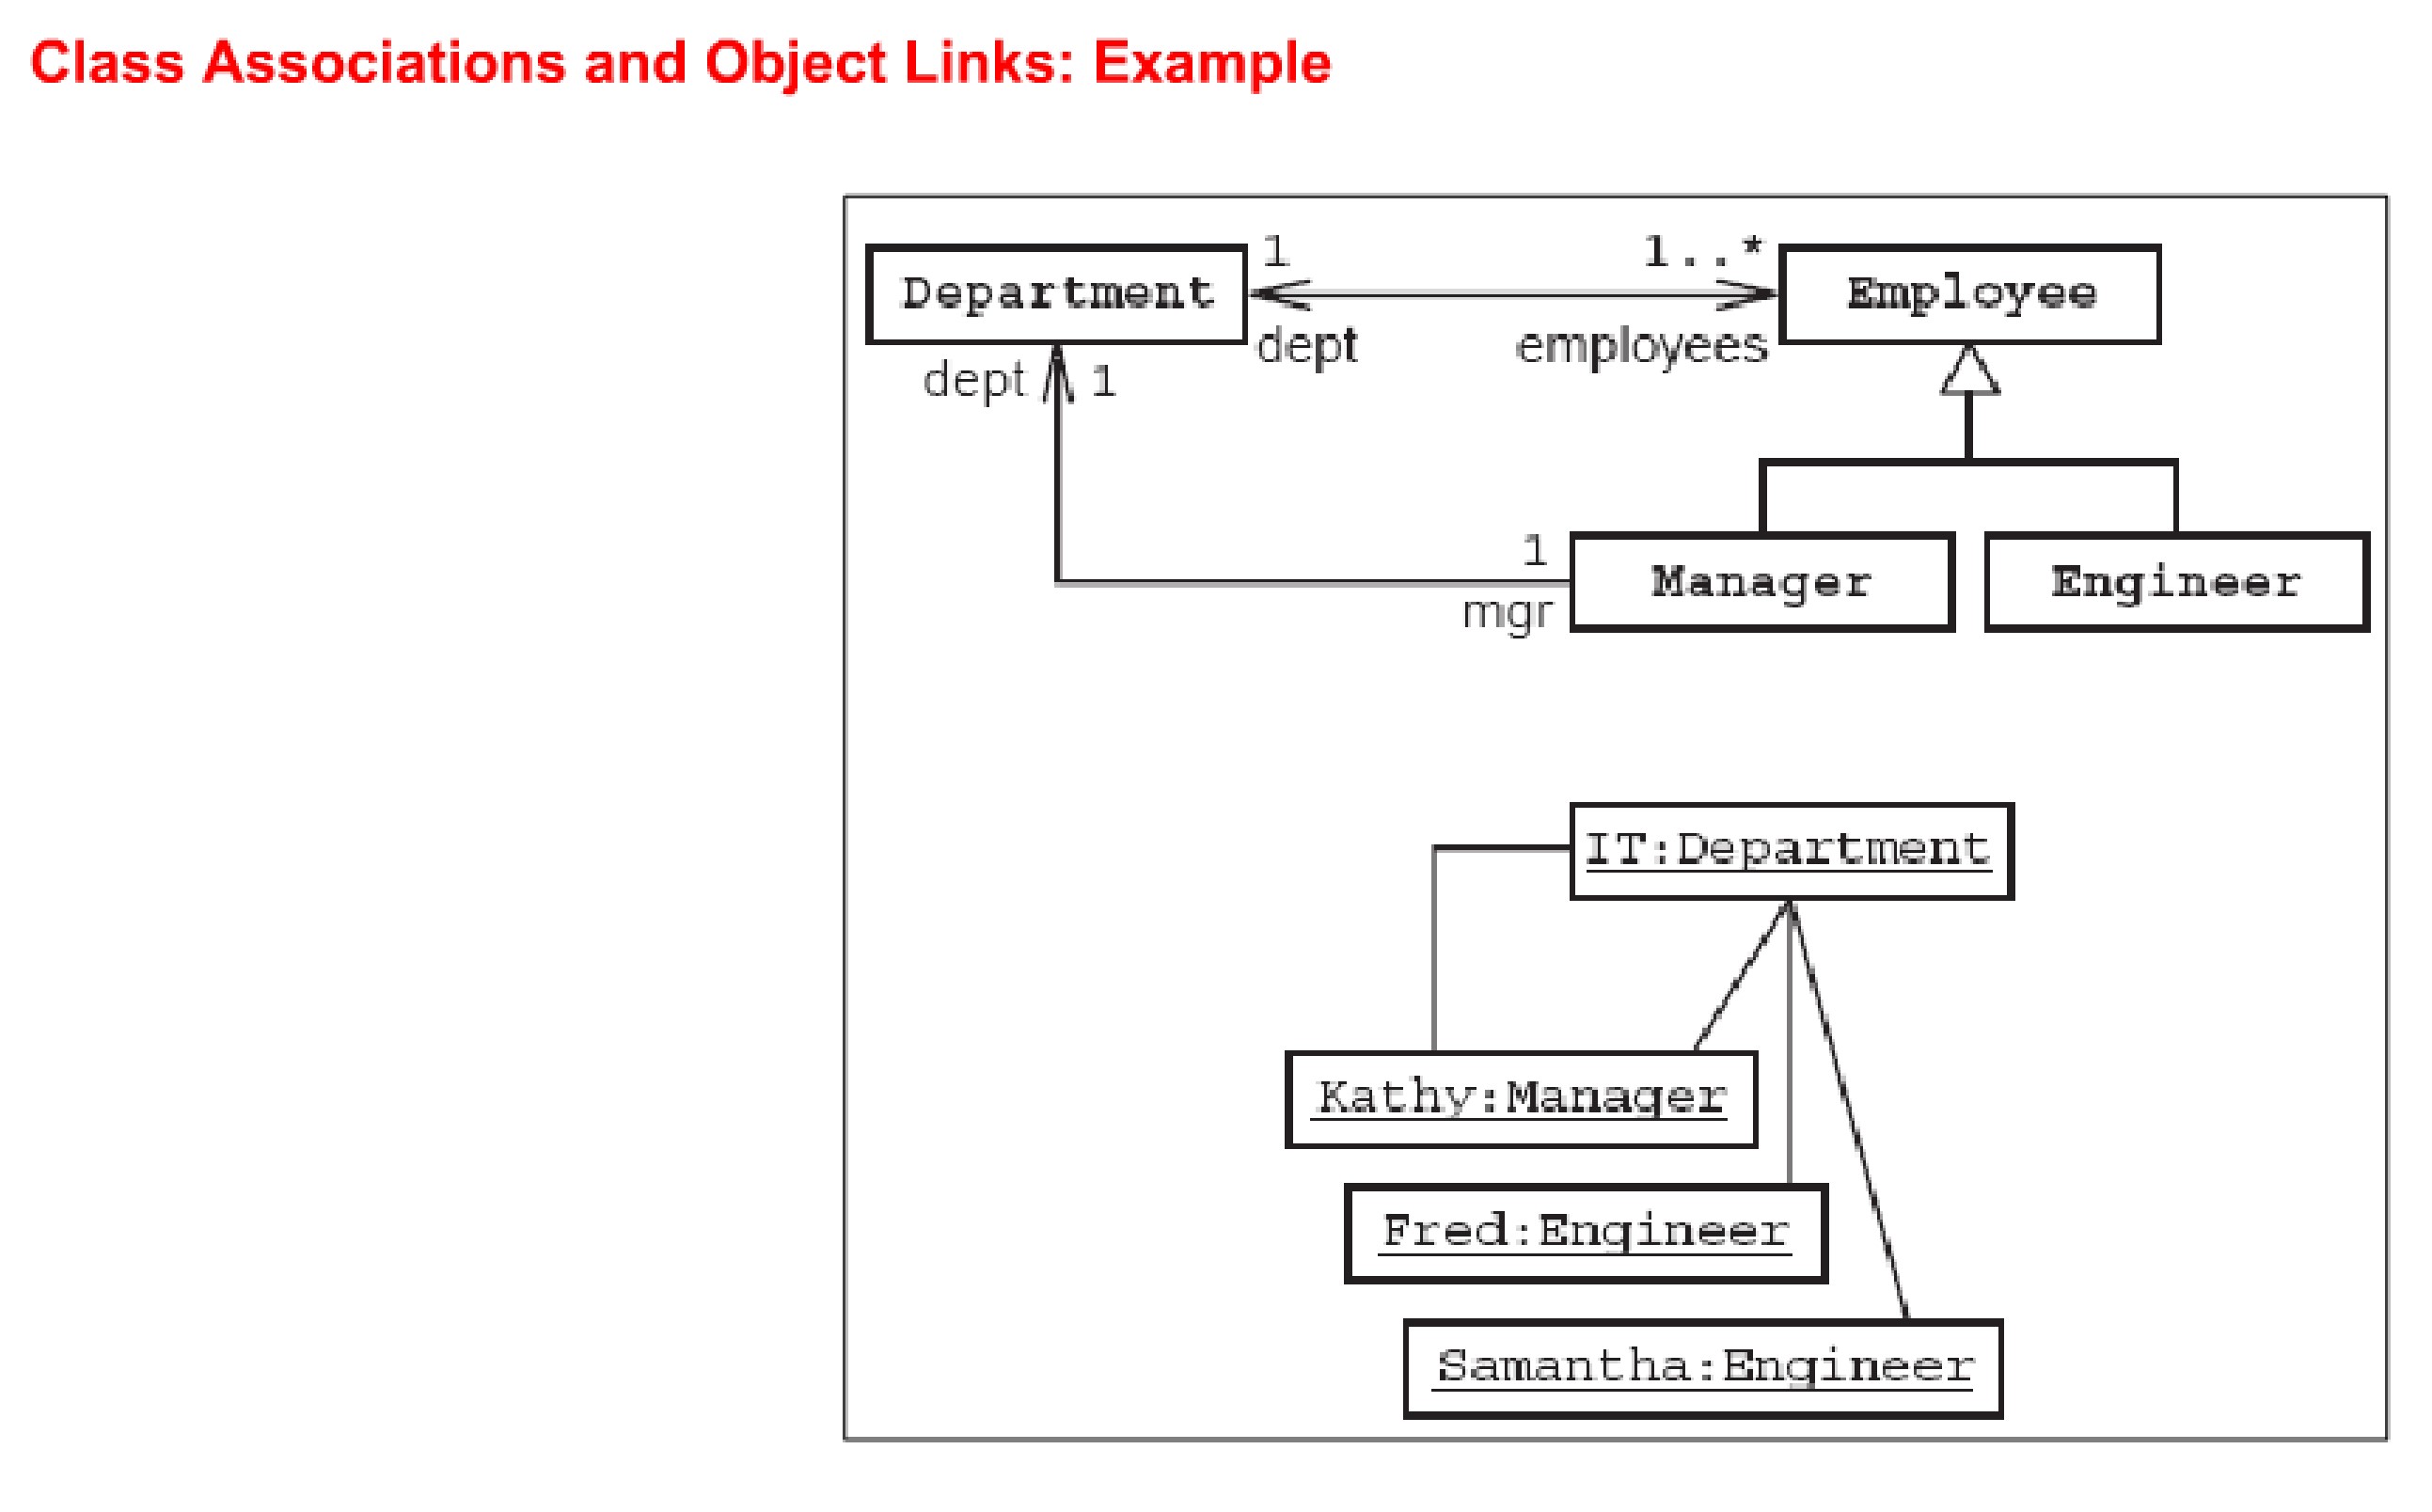 Class Associations and Object Links: Example
1
1..*
Department
Employee
dept
employees
dept
1
1
Manager
Engineer
mgr
IT:Department
Kathy:Manager
Fred:Engineer
Samantha:Engineer